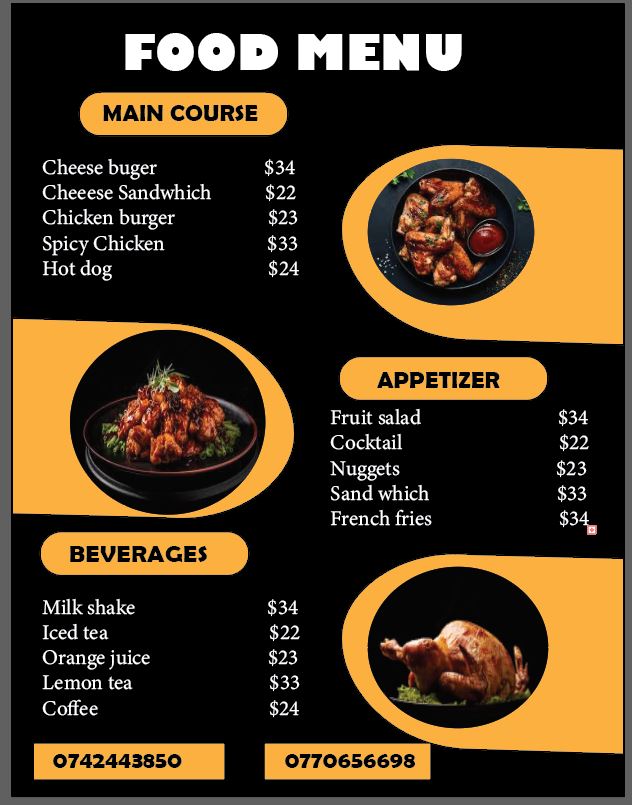 FOOD MENU
MAIN COURSE
Cheese buger $34
Cheeese Sandwhich $22
Chicken burger $23
Spicy Chicken $33
Hot dog $24
APPETIZER
Fruit salad $34
Cocktail $22
Nuggets $23
Sand which $33
French fries $34
BEVERAGES
Milk shake $34
Iced tea $22
Orange juice $23
Lemon tea $33
Coffee $24
0742443850 0770656698